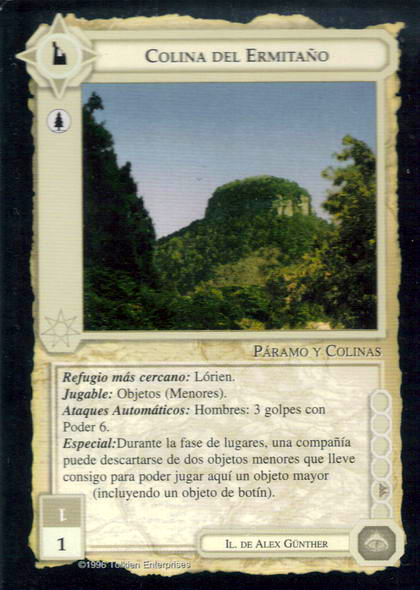 COLINA DEL ERMITAÑO
PÁRAMO Y COLINAS
Refugio más cercano: Lórien.
Jugable: Objetos (Menores).
Ataques Automáticos: Hombres: 3 golpes con
Poder 6.
Especial:Durante la fase de lugares, una compañía
puede descartarse de dos objetos menores que lleve
consigo para poder jugar aquí un objeto mayor
(incluyendo un objeto de botín).
1
1
IL. DE ALEX GÜNTHER
©1996 Tolkien Enterprises